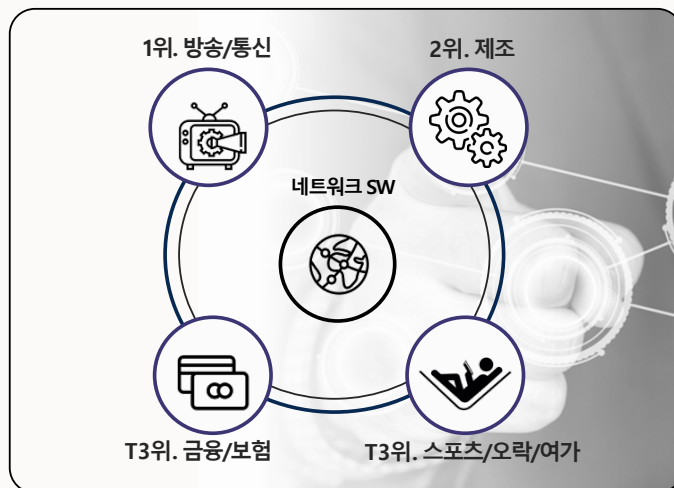 1위. 방송/통신
2위. 제조
네트워크 SW
T3위. 금융/보험
T3위. 스포츠/오락/여가